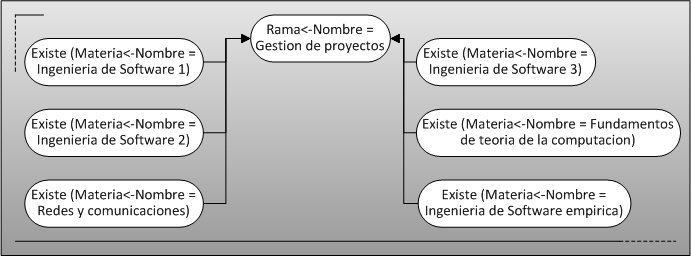 Rama<-Nombre =
Gestion de proyectos
Existe (Materia<-Nombre =
Ingenieria de Software 1)
Existe (Materia<-Nombre =
Ingenieria de Software 3)
Existe (Materia<-Nombre =
Ingenieria de Software 2)
Existe (Materia<-Nombre = Fundamentos
de teoria de la computacion)
Existe (Materia<-Nombre =
Redes y comunicaciones)
Existe (Materia<-Nombre =
Ingenieria de Software empirica)